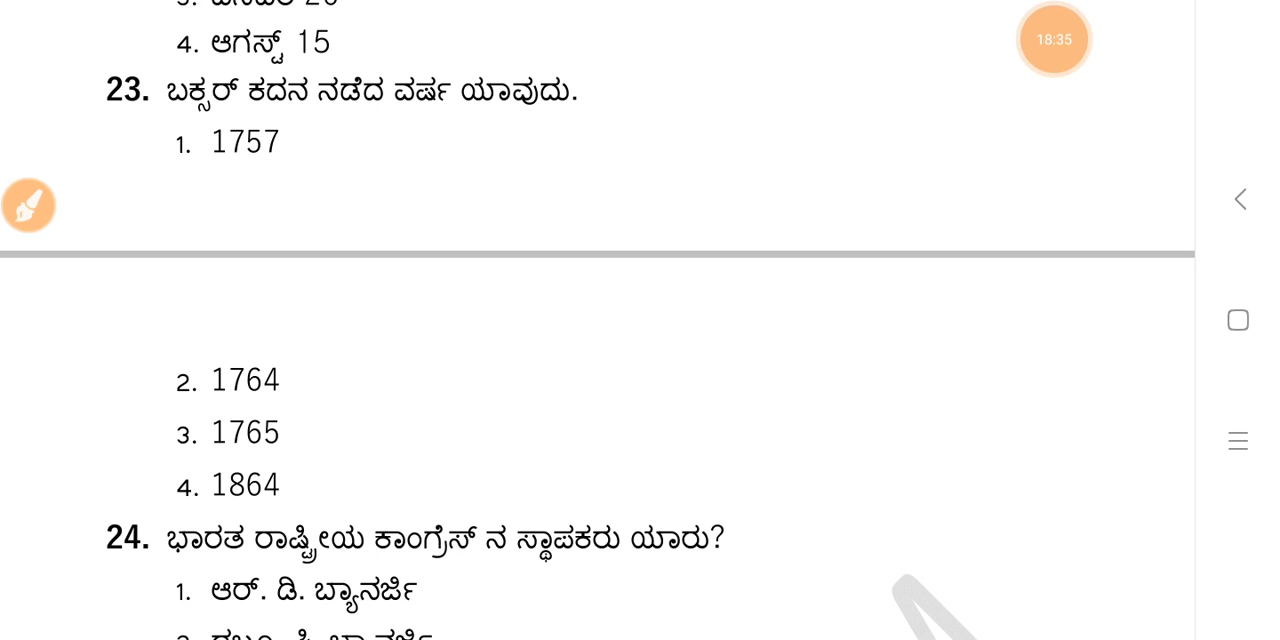 4. ಆಗಸ್ಟ್ 15
18:35
23. ಬಕ್ಸರ್ ಕದನ ನಡೆದ ವರ್ಷ ಯಾವುದು.
1. 1757
2. 1764
3. 1765
4. 1864
24. ಭಾರತ ರಾಷ್ಟ್ರೀಯ ಕಾಂಗ್ರೆಸ್ ನ ಸ್ಥಾಪಕರು ಯಾರು?
1. ಆರ್. ಡಿ. ಬ್ಯಾನರ್ಜಿ